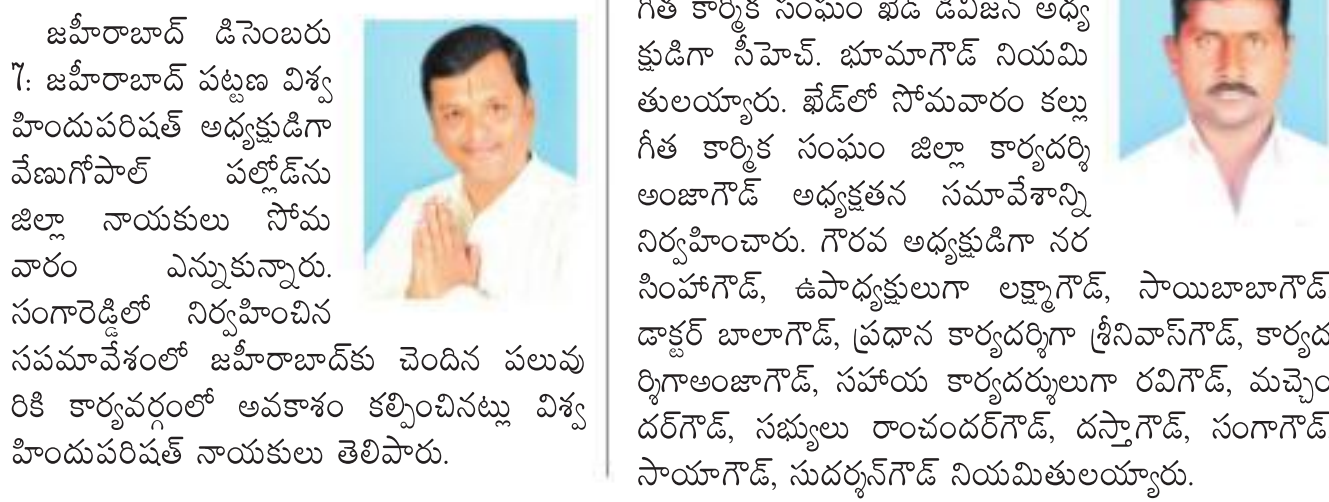 జహీరాబాద్ డిసెంబరు
7: జహీరాబాద్ పట్టణ విశ్వ
హిందుపరిషత్ అధ్యక్షుడిగా
వేణుగోపాల్ పల్లోడ్‌ను
జిల్లా నాయకులు సోమ
వారం ఎన్నుకున్నారు.
సంగారెడ్డిలో నిర్వహించిన
సపమావేశంలో జహీరాబాద్‌కు చెందిన పలువు
రికి కార్యవర్గంలో అవకాశం కల్పించినట్లు విశ్వ
హిందుపరిషత్ నాయకులు తెలిపారు.
గీత కార్మిక సంఘం ఖేడ్ డివిజన్ అధ్య
క్షుడిగా సీహెచ్. భూమాగౌడ్ నియమి
తులయ్యారు. ఖేడ్‌లో సోమవారం కల్లు
గీత కార్మిక సంఘం జిల్లా కార్యదర్శి
అంజాగౌడ్ అధ్యక్షతన సమావేశాన్ని
నిర్వహించారు. గౌరవ అధ్యక్షుడిగా నర
సింహాగౌడ్, ఉపాధ్యక్షులుగా లక్ష్మాగౌడ్, సాయిబాబాగౌడ్
డాక్టర్ బాలాగౌడ్, ప్రధాన కార్యదర్శిగా శ్రీనివాస్‌గౌడ్, కార్యద
ర్శిగాఅంజాగౌడ్, సహాయ కార్యదర్శులుగా రవిగౌడ్, మచ్చెం
దర్‌గౌడ్, సభ్యులు రాంచందర్‌గౌడ్, దస్తాగౌడ్, సంగాగౌడ్
సాయాగౌడ్, సుదర్శన్‌గౌడ్ నియమితులయ్యారు.